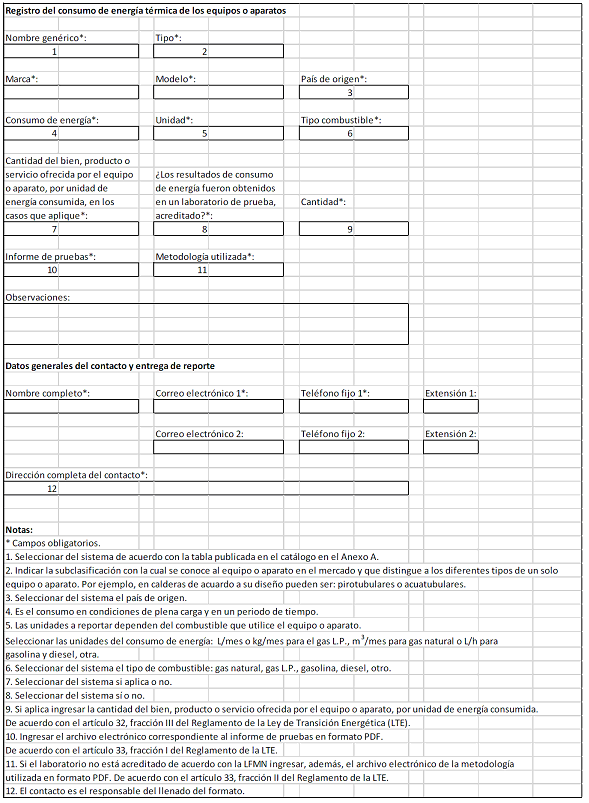 Registro del consumo de energía térmica de los equipos o aparatos
Nombre genérico*: Tipo*:
1 2
Marca*: Modelo*: País de origen*:
3
Consumo de energía*: Unidad*: Tipo combustible*:
4 5 6
Cantidad del bien, producto o
servicio ofrecida por el equipo
o aparato, por unidad de
energía consumida, en los
casos que aplique*:
¿Los resultados de consumo
de energía fueron obtenidos
en un laboratorio de prueba,
acreditado?*:
Cantidad*:
7 8 9
Informe de pruebas*: Metodología utilizada*:
10 11
Observaciones:
Datos generales del contacto y entrega de reporte
Nombre completo*: Correo electrónico 1*: Teléfono fijo 1*: Extensión 1:
Correo electrónico 2: Teléfono fijo 2: Extensión 2:
Dirección completa del contacto*:
12
Notas:
* Campos obligatorios.
1. Seleccionar del sistema de acuerdo con la tabla publicada en el catálogo en el Anexo A.
2. Indicar la subclasificación con la cual se conoce al equipo o aparato en el mercado y que distingue a los diferentes tipos de un solo
equipo o aparato. Por ejemplo, en calderas de acuerdo a su diseño pueden ser: pirotubulares o acuatubulares.
3. Seleccionar del sistema el país de origen.
4. Es el consumo en condiciones de plena carga y en un periodo de tiempo.
5. Las unidades a reportar dependen del combustible que utilice el equipo o aparato.
Seleccionar las unidades del consumo de energía: L/mes o kg/mes para el gas L.P., m³/mes para gas natural o L/h para
gasolina y diesel, otra.
6. Seleccionar del sistema el tipo de combustible: gas natural, gas L.P., gasolina, diesel, otro.
7. Seleccionar del sistema si aplica o no.
8. Seleccionar del sistema sí o no.
9. Si aplica ingresar la cantidad del bien, producto o servicio ofrecida por el equipo o aparato, por unidad de energía consumida.
De acuerdo con el artículo 32, fracción III del Reglamento de la Ley de Transición Energética (LTE).
10. Ingresar el archivo electrónico correspondiente al informe de pruebas en formato PDF.
De acuerdo con el artículo 33, fracción I del Reglamento de la LTE.
11. Si el laboratorio no está acreditado de acuerdo con la LFMN ingresar, además, el archivo electrónico de la metodología
utilizada en formato PDF. De acuerdo con el artículo 33, fracción II del Reglamento de la LTE.
12. El contacto es el responsable del llenado del formato.